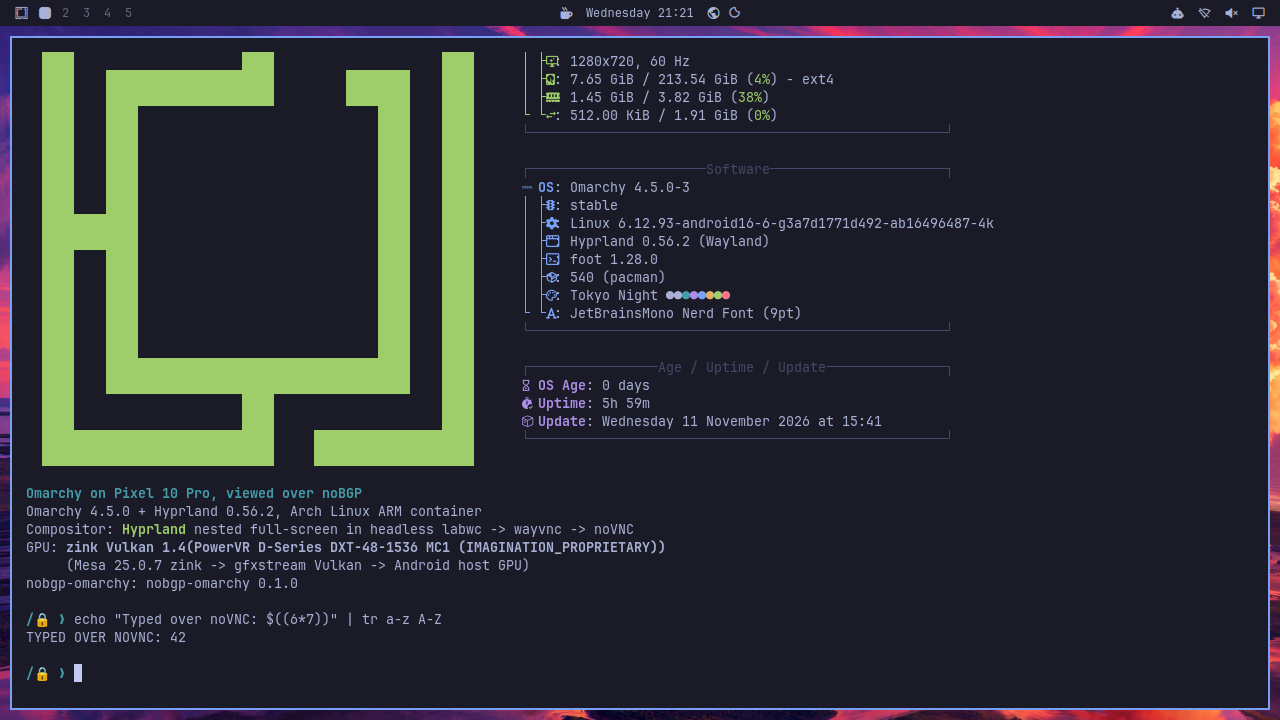 2 3 4 5 Wednesday 21:21
1280x720, 60 Hz
: 7.65 GiB / 213.54 GiB (4%) - ext4
1.45 GiB / 3.82 GiB (38%)
: 512.00 KiB / 1.91 GiB (0%)
Software
OS: Omarchy 4.5.0-3
: stable
Linux 6.12.93-android16-6-g3a7d1771d492-ab16496487-4k
Hyprland 0.56.2 (Wayland)
foot 1.28.0
540 (pacman)
: Tokyo Night
: JetBrainsMono Nerd Font (9pt)
Age / Uptime / Update
OS Age: 0 days
Uptime: 5h 59m
Update: Wednesday 11 November 2026 at 15:41
Omarchy on Pixel 10 Pro, viewed over noBGP
Omarchy 4.5.0 + Hyprland 0.56.2, Arch Linux ARM container
Compositor: Hyprland nested full-screen in headless labwc -> wayvnc -> noVNC
GPU: zink Vulkan 1.4(PowerVR D-Series DXT-48-1536 MC1 (IMAGINATION_PROPRIETARY))
(Mesa 25.0.7 zink -> gfxstream Vulkan -> Android host GPU)
nobgp-omarchy: nobgp-omarchy 0.1.0
/🔒 ❯ echo "Typed over noVNC: $((6*7))" | tr a-z A-Z
TYPED OVER NOVNC: 42
/🔒 ❯